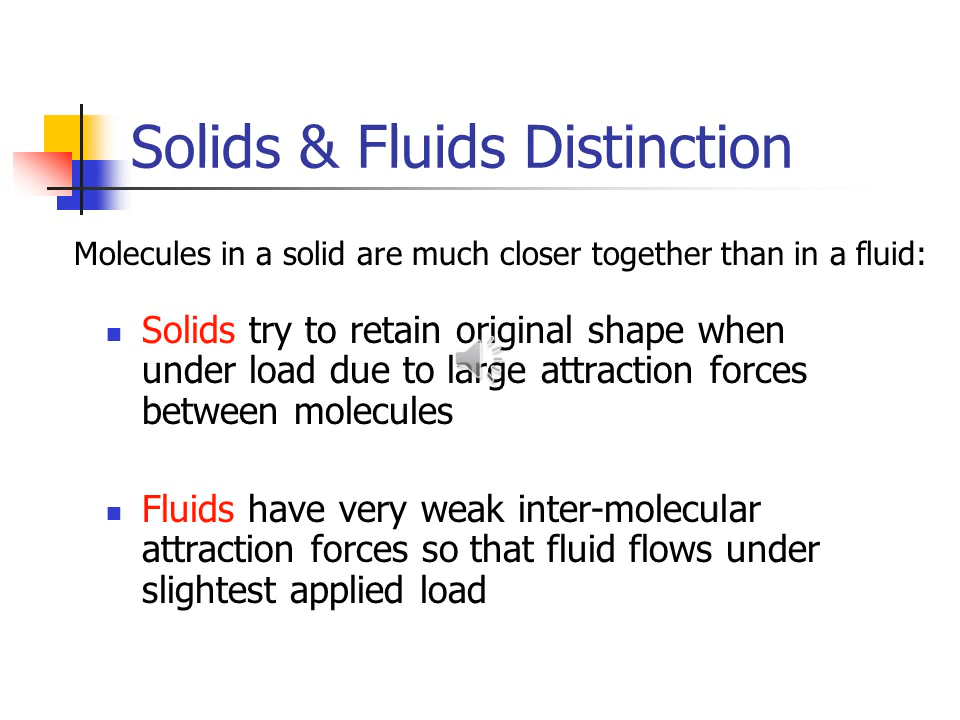 Solids & Fluids Distinction
Molecules in a solid are much closer together than in a fluid:
Solids try to retain original shape when
under load due to large attraction forces
between molecules
Fluids have very weak inter-molecular
attraction forces so that fluid flows under
slightest applied load